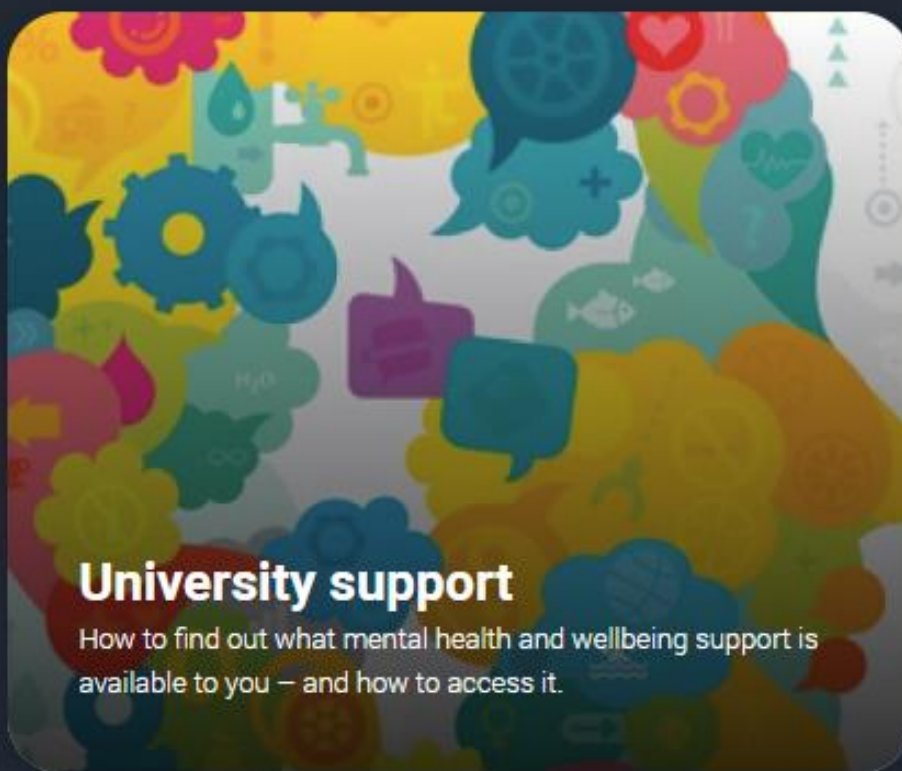 H₂O
University support
How to find out what mental health and wellbeing support is
available to you – and how to access it.